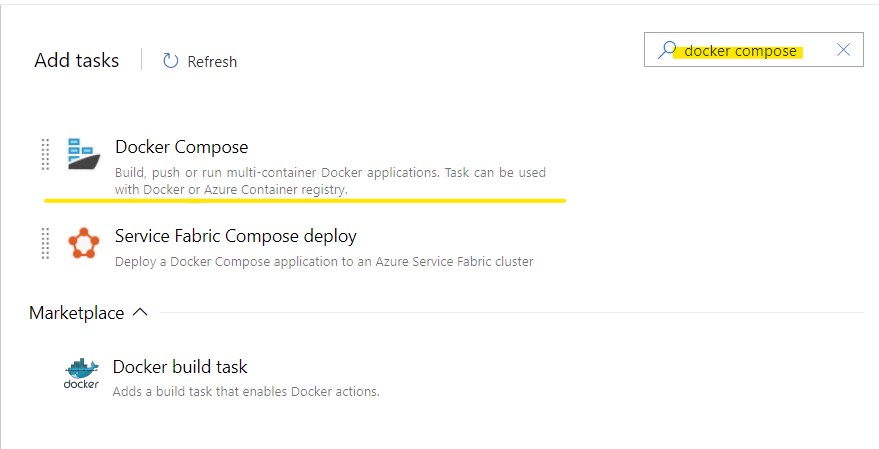 Add tasks
Refresh
docker compose
Docker Compose
Build, push or run multi-container Docker applications. Task can be used
with Docker or Azure Container registry.
Service Fabric Compose deploy
Deploy a Docker Compose application to an Azure Service Fabric cluster
Marketplace
docker
Docker build task
Adds a build task that enables Docker actions.